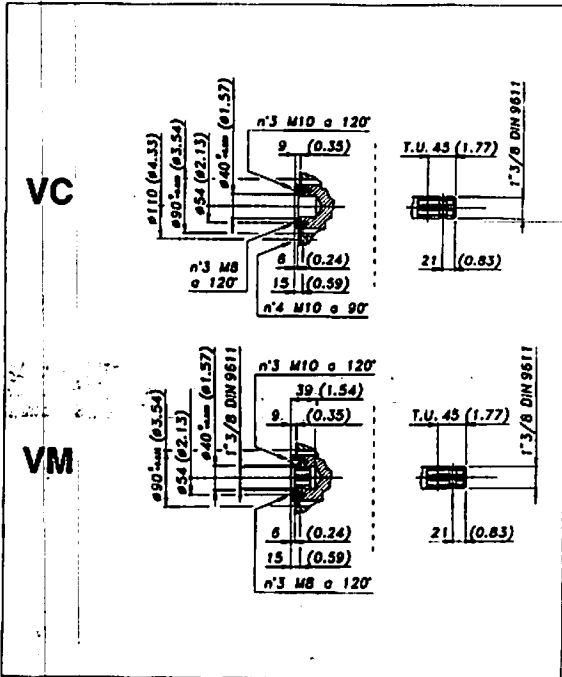 VC
ø110 (ø4.33)
ø90 (ø3.54)
ø54 (ø2.13)
ø40 (ø1.57)
n°3 M10 a 120°
9 (0.35)
T.U. 45 (1.77)
1"3/8 DIN 9611
n°3 M8
a 120°
6 (0.24)
15 (0.59)
n°4 M10 a 90°
21 (0.83)
VM
ø90 (ø3.54)
ø54 (ø2.13)
ø40 (ø1.57)
1"3/8 DIN 9611
n°3 M10 a 120°
39 (1.54)
9 (0.35)
T.U. 45 (1.77)
1"3/8 DIN 9611
6 (0.24)
15 (0.59)
n°3 M8 a 120°
21 (0.83)